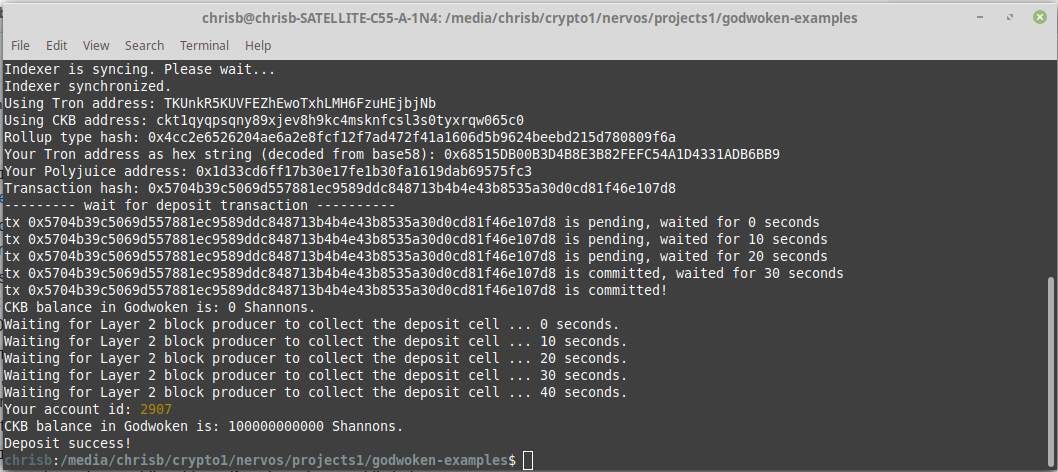 chrisb@chrisb-SATELLITE-C55-A-1N4: /media/chrisb/crypto1/nervos/projects1/godwoken-examples
File Edit View Search Terminal Help
Indexer is syncing. Please wait...
Indexer synchronized.
Using Tron address: TKUnkR5KUVFEZhEwoTxhLMH6FzuHEjbjNb
Using CKB address: ckt1qyqpsqny89xjev8h9kc4msknfcsl3s0tyxrqw065c0
Rollup type hash: 0x4cc2e6526204ae6a2e8fcf12f7ad472f41a1606d5b9624beebd215d780809f6a
Your Tron address as hex string (decoded from base58): 0x68515DB00B3D4B8E3B82FEFC54A1D4331ADB6BB9
Your Polyjuice address: 0x1d33cd6ff17b30e17fe1b30fa1619dab69575fc3
Transaction hash: 0x5704b39c5069d557881ec9589ddc848713b4b4e43b8535a30d0cd81f46e107d8
--------- wait for deposit transaction ----------
tx 0x5704b39c5069d557881ec9589ddc848713b4b4e43b8535a30d0cd81f46e107d8 is pending, waited for 0 seconds
tx 0x5704b39c5069d557881ec9589ddc848713b4b4e43b8535a30d0cd81f46e107d8 is pending, waited for 10 seconds
tx 0x5704b39c5069d557881ec9589ddc848713b4b4e43b8535a30d0cd81f46e107d8 is pending, waited for 20 seconds
tx 0x5704b39c5069d557881ec9589ddc848713b4b4e43b8535a30d0cd81f46e107d8 is committed, waited for 30 seconds
tx 0x5704b39c5069d557881ec9589ddc848713b4b4e43b8535a30d0cd81f46e107d8 is committed!
CKB balance in Godwoken is: 0 Shannons.
Waiting for Layer 2 block producer to collect the deposit cell ... 0 seconds.
Waiting for Layer 2 block producer to collect the deposit cell ... 10 seconds.
Waiting for Layer 2 block producer to collect the deposit cell ... 20 seconds.
Waiting for Layer 2 block producer to collect the deposit cell ... 30 seconds.
Waiting for Layer 2 block producer to collect the deposit cell ... 40 seconds.
Your account id: 2907
CKB balance in Godwoken is: 100000000000 Shannons.
Deposit success!
chrisb:/media/chrisb/crypto1/nervos/projects1/godwoken-examples$